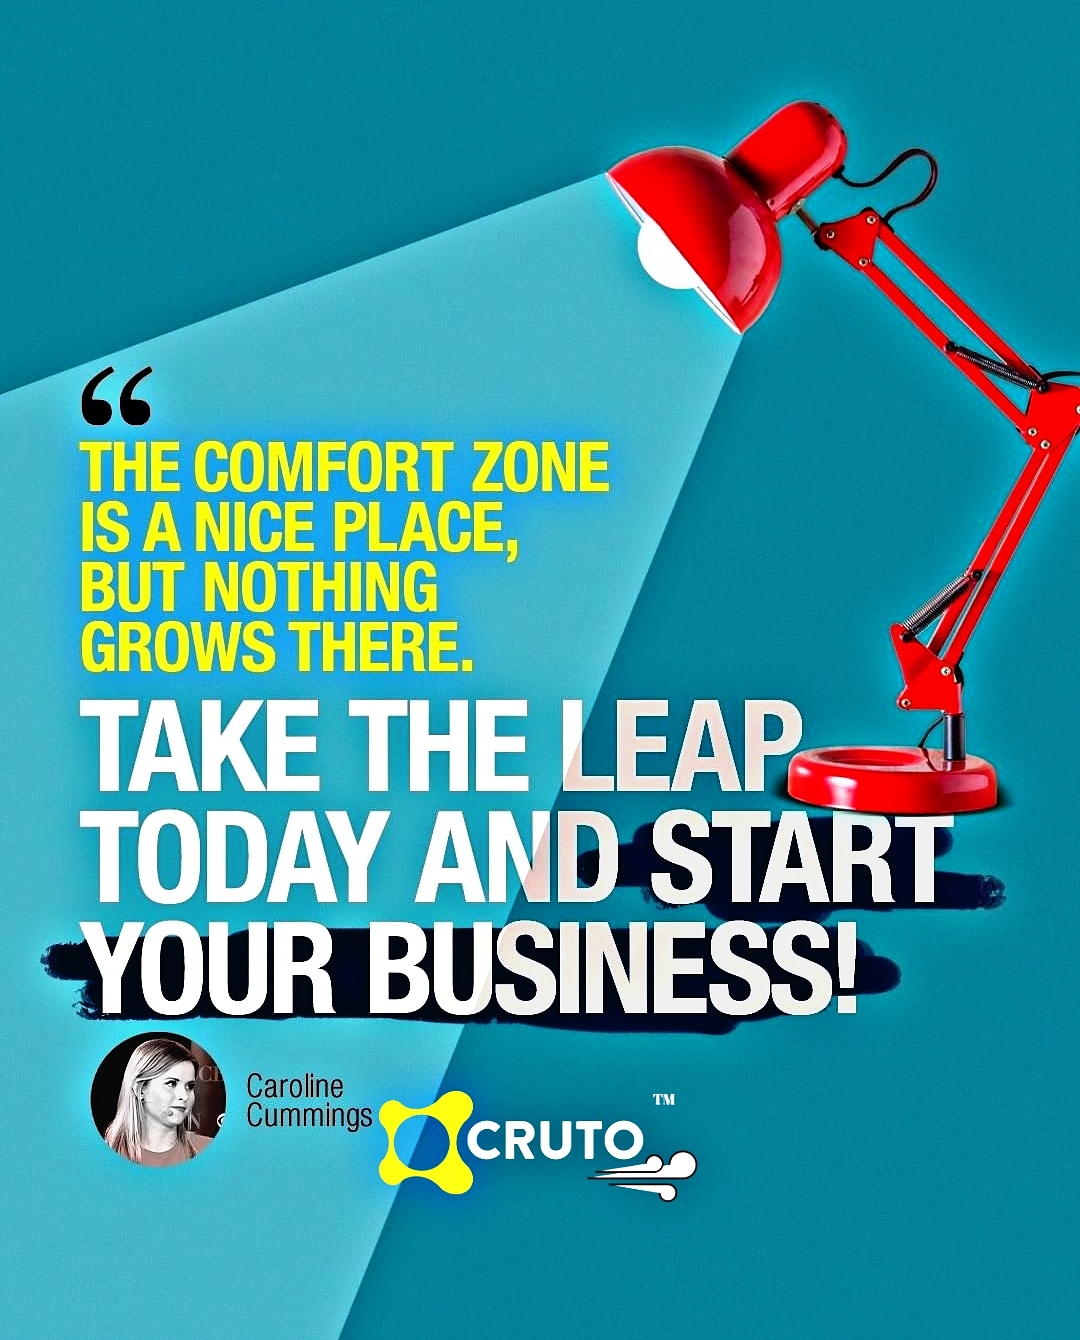 “
THE COMFORT ZONE
IS A NICE PLACE,
BUT NOTHING
GROWS THERE.
TAKE THE LEAP
TODAY AND START
YOUR BUSINESS!
Caroline
Cummings
CRUTO
TM